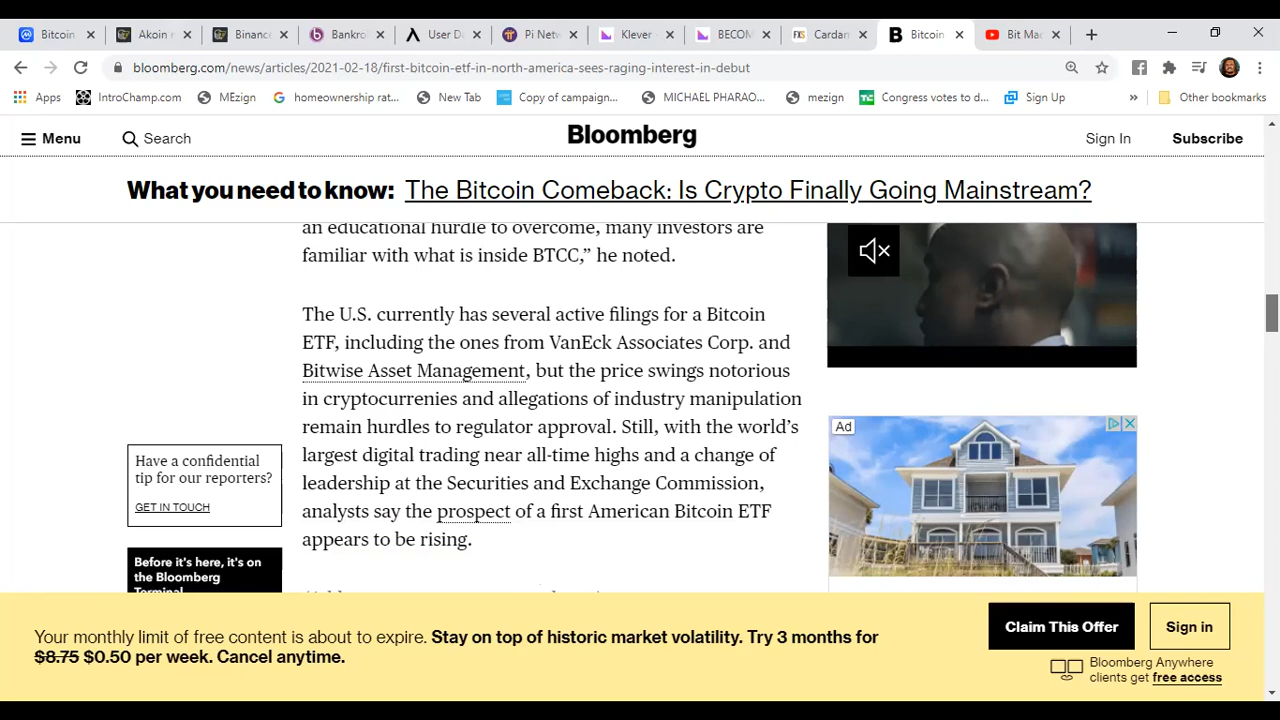 Bitcoin
Akoin n
Binance
Bankro
User Da
Pi Netw
Klever -
BECOM
Cardan
Bitcoin
Bit Mac
bloomberg.com/news/articles/2021-02-18/first-bitcoin-etf-in-north-america-sees-raging-interest-in-debut
Apps
IntroChamp.com
MEzign
homeownership rat...
New Tab
Copy of campaign...
MICHAEL PHARAO...
mezign
Congress votes to d...
Sign Up
»
Other bookmarks
Menu
Search
Bloomberg
Sign In
Subscribe
What you need to know: The Bitcoin Comeback: Is Crypto Finally Going Mainstream?
an educational hurdle to overcome, many investors are
familiar with what is inside BTCC,” he noted.
The U.S. currently has several active filings for a Bitcoin
ETF, including the ones from VanEck Associates Corp. and
Bitwise Asset Management, but the price swings notorious
in cryptocurrenies and allegations of industry manipulation
remain hurdles to regulator approval. Still, with the world’s
largest digital trading near all-time highs and a change of
leadership at the Securities and Exchange Commission,
analysts say the prospect of a first American Bitcoin ETF
appears to be rising.
Have a confidential
tip for our reporters?
GET IN TOUCH
Before it's here, it's on
the Bloomberg
Terminal
Ad
Your monthly limit of free content is about to expire. Stay on top of historic market volatility. Try 3 months for
$8.75 $0.50 per week. Cancel anytime.
Claim This Offer
Sign in
Bloomberg Anywhere
clients get free access